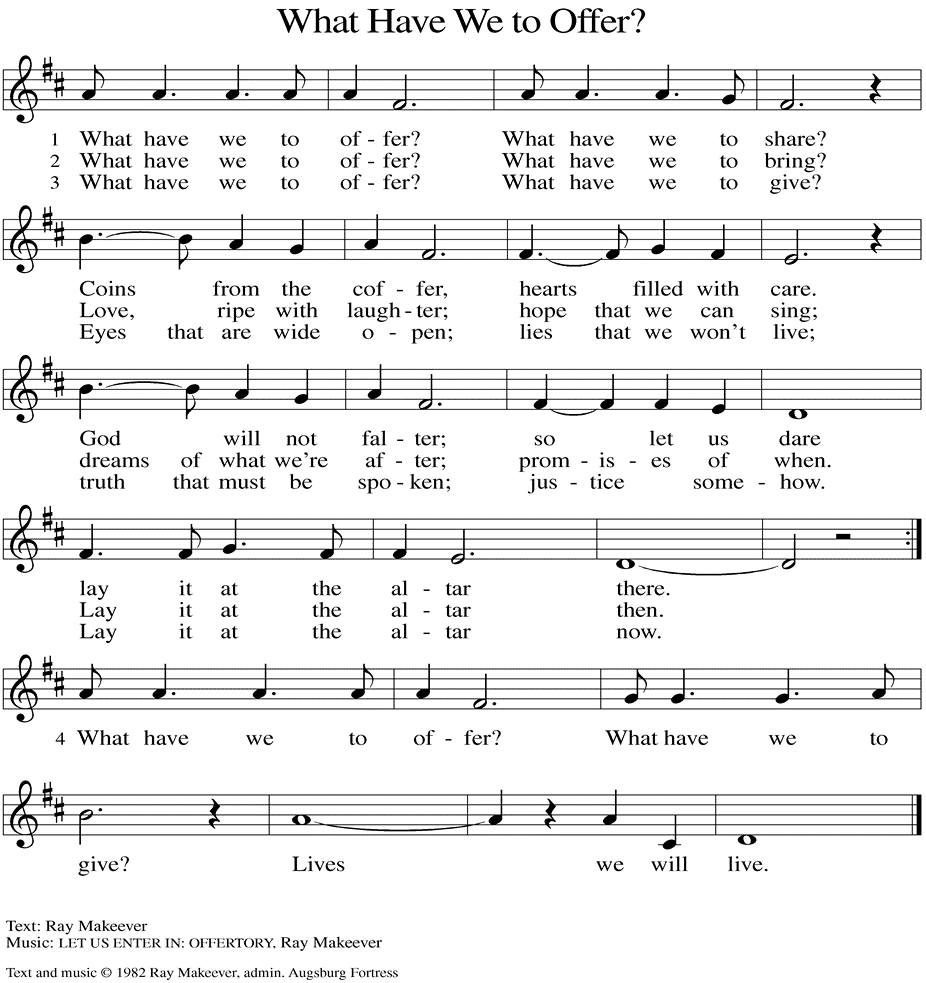 What Have We to Offer?
1 What have we to of - fer? What have we to share?
2 What have we to of - fer? What have we to bring?
3 What have we to of - fer? What have we to give?
Coins from the cof - fer, hearts filled with care.
Love, ripe with laugh - ter; hope that we can sing;
Eyes that are wide o - pen; lies that we won't live;
God will not fal - ter; so let us dare
dreams of what we're af - ter; prom - is - es of when.
truth that must be spo - ken; jus - tice some - how.
lay it at the al - tar there.
Lay it at the al - tar then.
Lay it at the al - tar now.
4 What have we to of - fer? What have we to
give? Lives we will live.
Text: Ray Makeever
Music: LET US ENTER IN: OFFERTORY, Ray Makeever
Text and music © 1982 Ray Makeever, admin. Augsburg Fortress